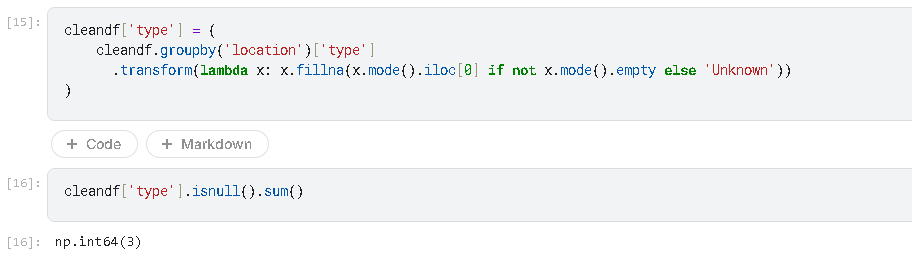 [15]:
cleandf['type'] = (
    cleandf.groupby('location')['type']
      .transform(lambda x: x.fillna(x.mode().iloc[0] if not x.mode().empty else 'Unknown'))
)
+ Code + Markdown
[16]:
cleandf['type'].isnull().sum()
[16]: np.int64(3)